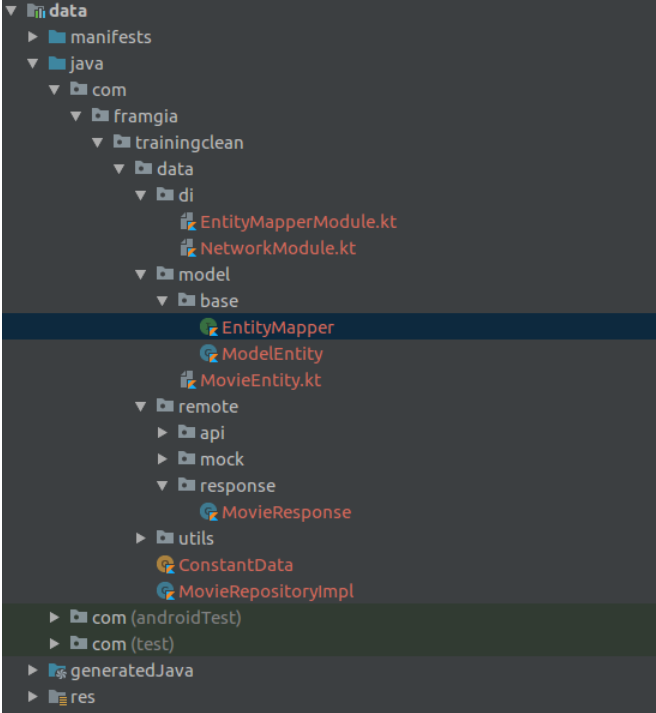 data
manifests
java
com
framgia
trainingclean
data
di
EntityMapperModule.kt
NetworkModule.kt
model
base
EntityMapper
ModelEntity
MovieEntity.kt
remote
api
mock
response
MovieResponse
utils
ConstantData
MovieRepositoryImpl
com (androidTest)
com (test)
generatedJava
res